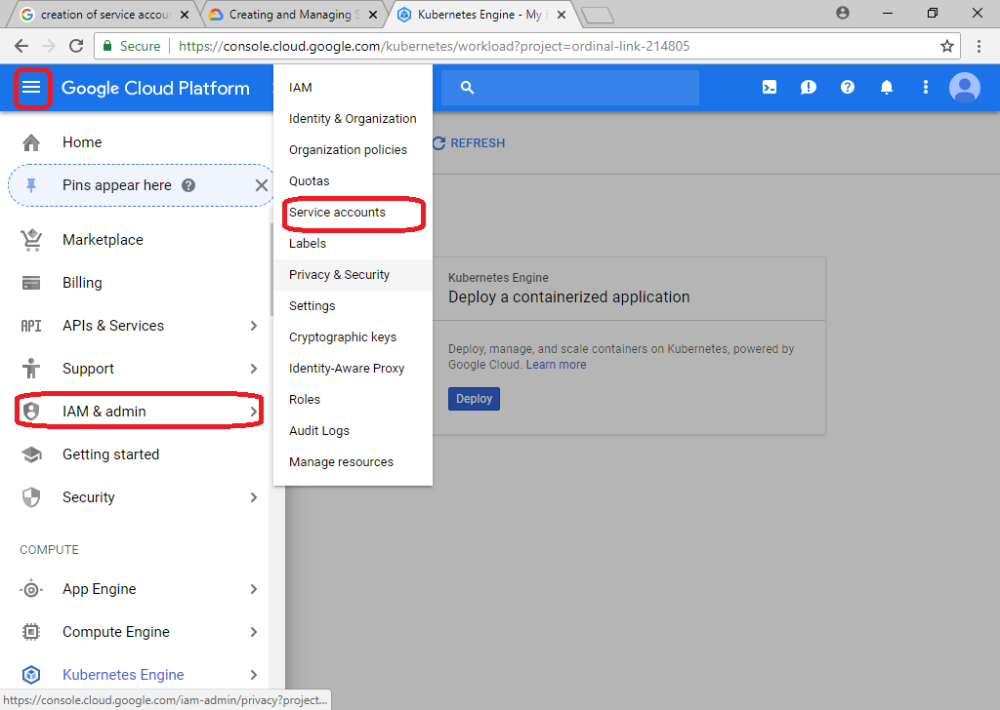 creation of service accour
Creating and Managing S
Kubernetes Engine - My P
Secure
https://console.cloud.google.com/kubernetes/workload?project=ordinal-link-214805
Google Cloud Platform
REFRESH
Home
Pins appear here
Marketplace
Billing
API APIs & Services
Support
IAM & admin
Getting started
Security
COMPUTE
App Engine
Compute Engine
Kubernetes Engine
IAM
Identity & Organization
Organization policies
Quotas
Service accounts
Labels
Privacy & Security
Settings
Cryptographic keys
Identity-Aware Proxy
Roles
Audit Logs
Manage resources
Kubernetes Engine
Deploy a containerized application
Deploy, manage, and scale containers on Kubernetes, powered by
Google Cloud. Learn more
Deploy
https://console.cloud.google.com/iam-admin/privacy?project...